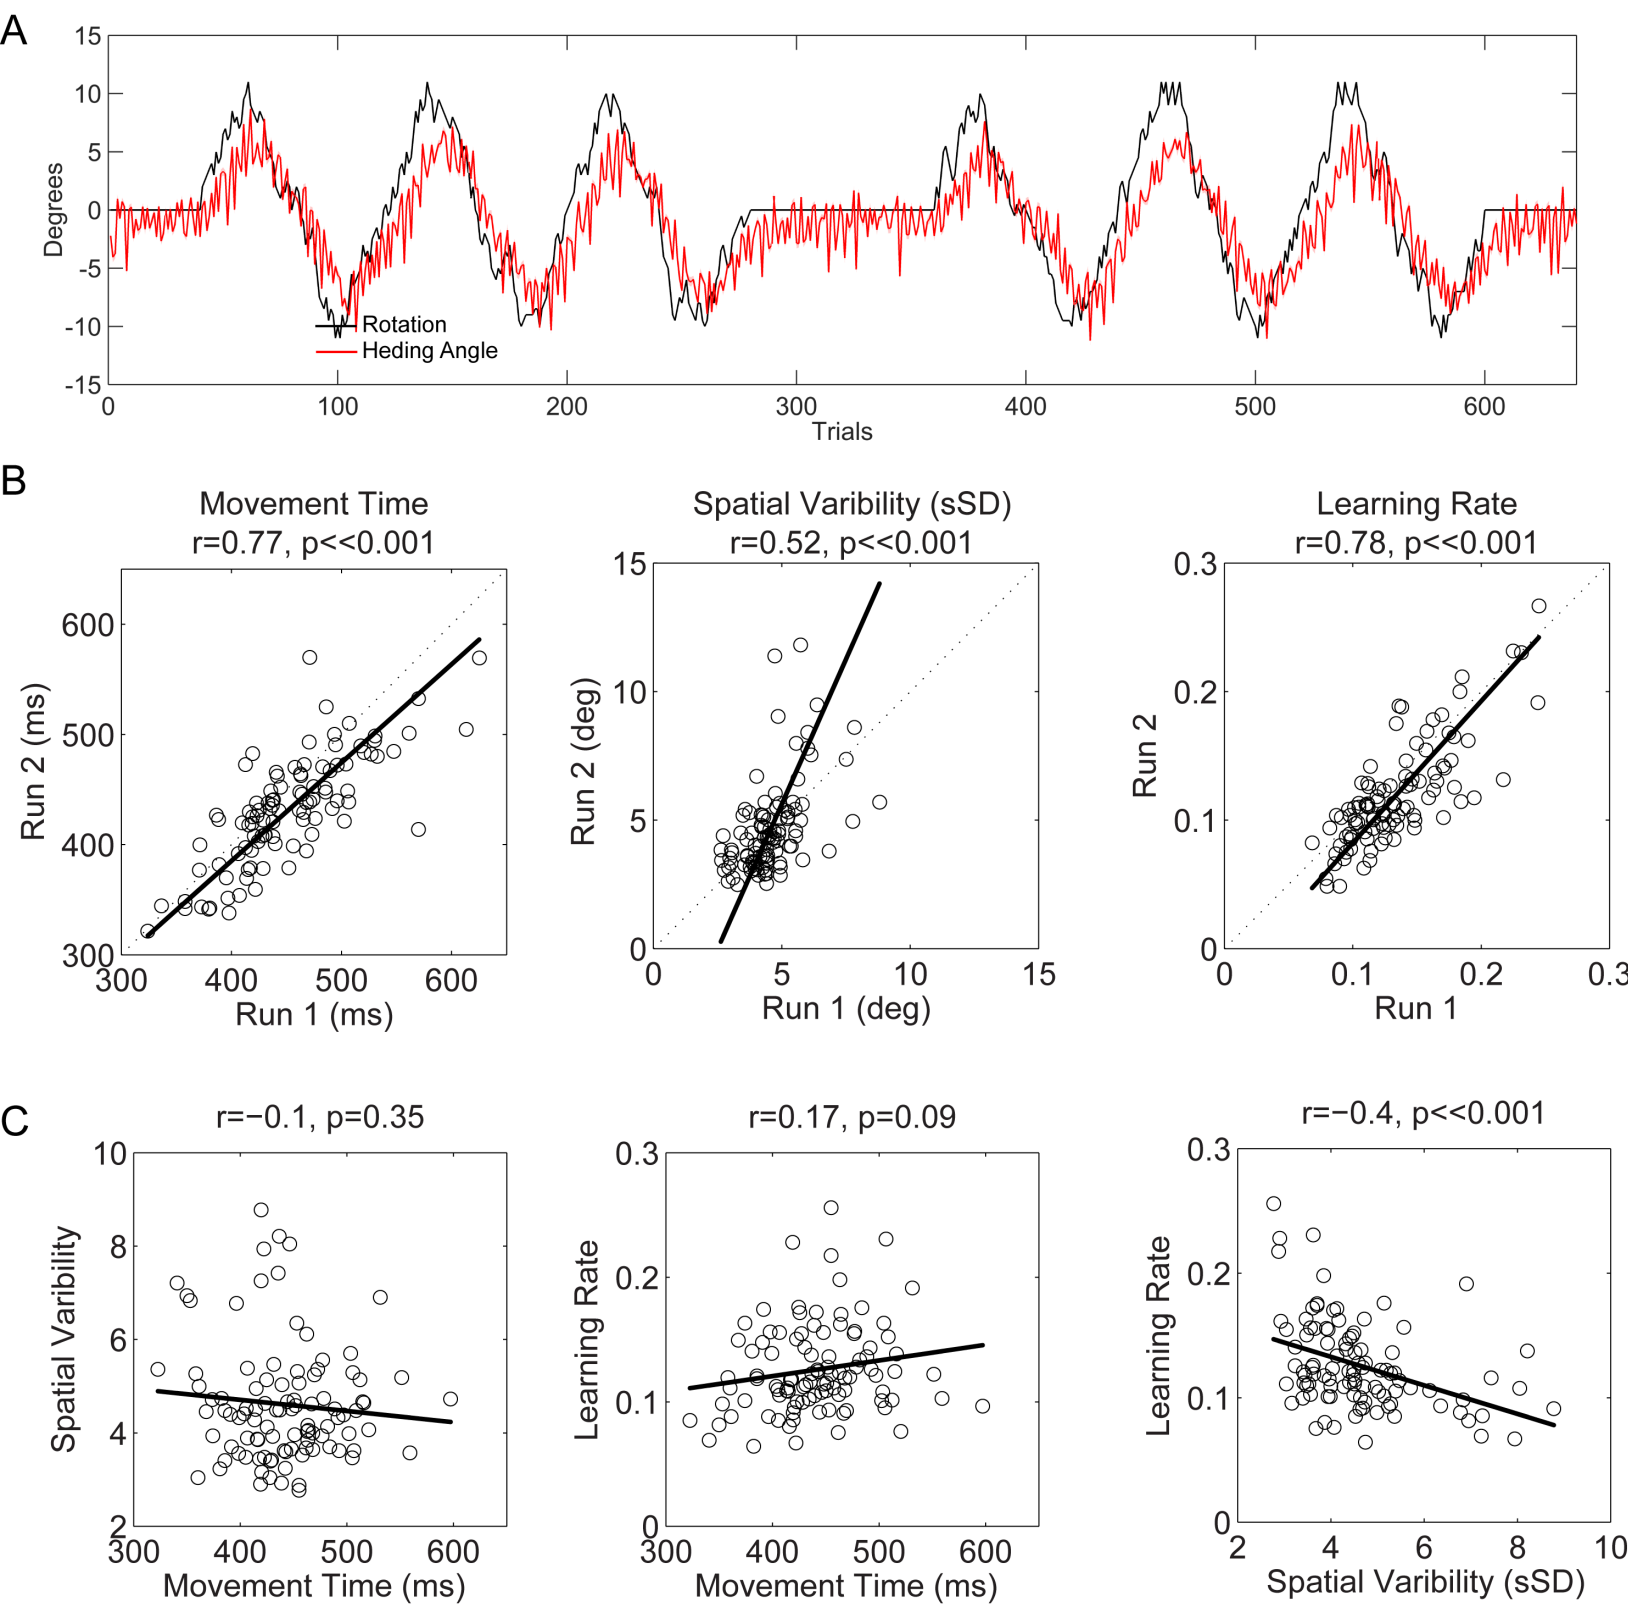 A
15
10
5
0
-5
-10
-15
Degrees
Rotation
Heding Angle
0 100 200 300 400 500 600
Trials
B
Movement Time
r=0.77, p<<0.001
600
500
400
300
Run 2 (ms)
300 400 500 600
Run 1 (ms)
Spatial Varibility (sSD)
r=0.52, p<<0.001
15
10
5
0
Run 2 (deg)
0 5 10 15
Run 1 (deg)
Learning Rate
r=0.78, p<<0.001
0.3
0.2
0.1
0
Run 2
0 0.1 0.2 0.3
Run 1
C
r=−0.1, p=0.35
10
8
6
4
2
Spatial Varibility
300 400 500 600
Movement Time (ms)
r=0.17, p=0.09
0.3
0.2
0.1
0
Learning Rate
300 400 500 600
Movement Time (ms)
r=−0.4, p<<0.001
0.3
0.2
0.1
0
Learning Rate
2 4 6 8 10
Spatial Varibility (sSD)